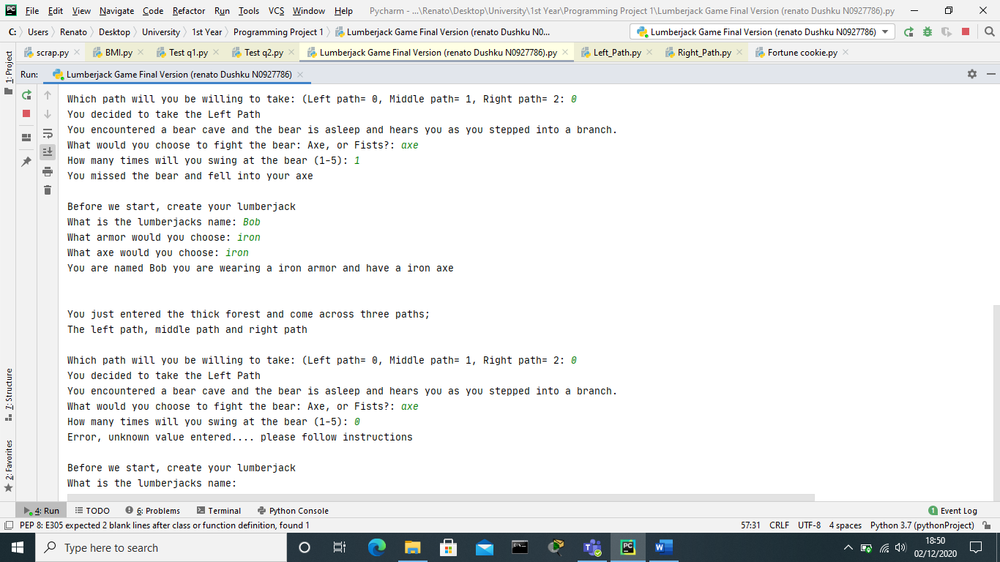 File Edit View Navigate Code Refactor Run Tools VCS Window Help Pycharm - ...\Renato\Desktop\University\1st Year\Programming Project 1\Lumberjack Game Final Version (renato Dushku N0927786).py
C: Users Renato Desktop University 1st Year Programming Project 1 Lumberjack Game Final Version (renato Dushku N0... Lumberjack Game Final Version (renato Dushku N0927786)
scrap.py BMI.py Test q1.py Test q2.py Lumberjack Game Final Version (renato Dushku N0927786).py Left_Path.py Right_Path.py Fortune cookie.py
1: Project
Run: Lumberjack Game Final Version (renato Dushku N0927786)
Which path will you be willing to take: (Left path= 0, Middle path= 1, Right path= 2: 0
You decided to take the Left Path
You encountered a bear cave and the bear is asleep and hears you as you stepped into a branch.
What would you choose to fight the bear: Axe, or Fists?: axe
How many times will you swing at the bear (1-5): 1
You missed the bear and fell into your axe
Before we start, create your lumberjack
What is the lumberjacks name: Bob
What armor would you choose: iron
What axe would you choose: iron
You are named Bob you are wearing a iron armor and have a iron axe
You just entered the thick forest and come across three paths;
The left path, middle path and right path
Which path will you be willing to take: (Left path= 0, Middle path= 1, Right path= 2: 0
You decided to take the Left Path
You encountered a bear cave and the bear is asleep and hears you as you stepped into a branch.
What would you choose to fight the bear: Axe, or Fists?: axe
How many times will you swing at the bear (1-5): 0
Error, unknown value entered.... please follow instructions
Before we start, create your lumberjack
What is the lumberjacks name:
7: Structure
2: Favorites
4: Run TODO 6: Problems Terminal Python Console 1 Event Log
PEP 8: E305 expected 2 blank lines after class or function definition, found 1 57:31 CRLF UTF-8 4 spaces Python 3.7 (pythonProject)
Type here to search
18:50
02/12/2020